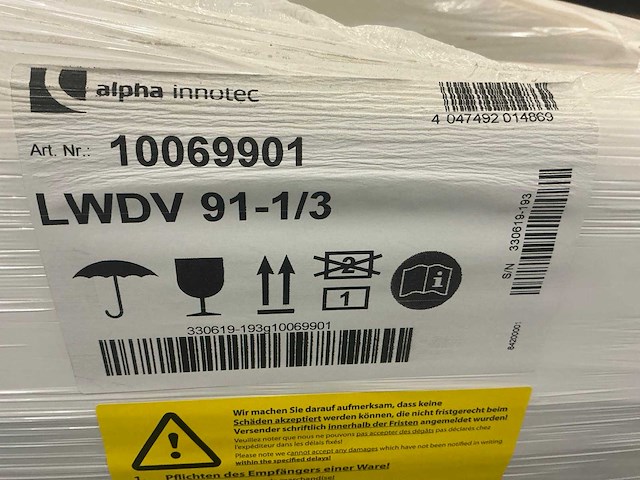 alpha innotec
4 047492 014869
Art. Nr.: 10069901
LWDV 91-1/3
S/N 330619-193
2
1
i
330619-193g10069901
84200001
Wir machen Sie darauf aufmerksam, dass keine
Schäden akzeptiert werden können, die nicht fristgerecht beim
Versender schriftlich innerhalb der Fristen angemeldet wurden!
Veuillez noter que nous ne pouvons pas accepter des dégâts pas déclarés chez
l'expéditeur dans les délais fixés!
Please note we cannot accept any damages which have not been notified in writing
within the specified delays!
1. Pflichten des Empfängers einer Ware!